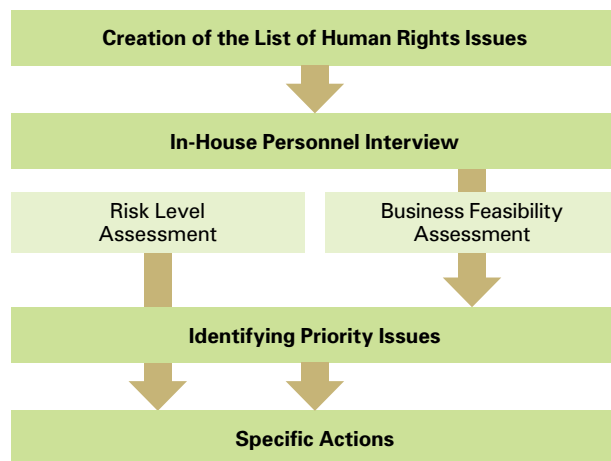 Creation of the List of Human Rights Issues
In-House Personnel Interview
Risk Level
Assessment
Business Feasibility
Assessment
Identifying Priority Issues
Specific Actions